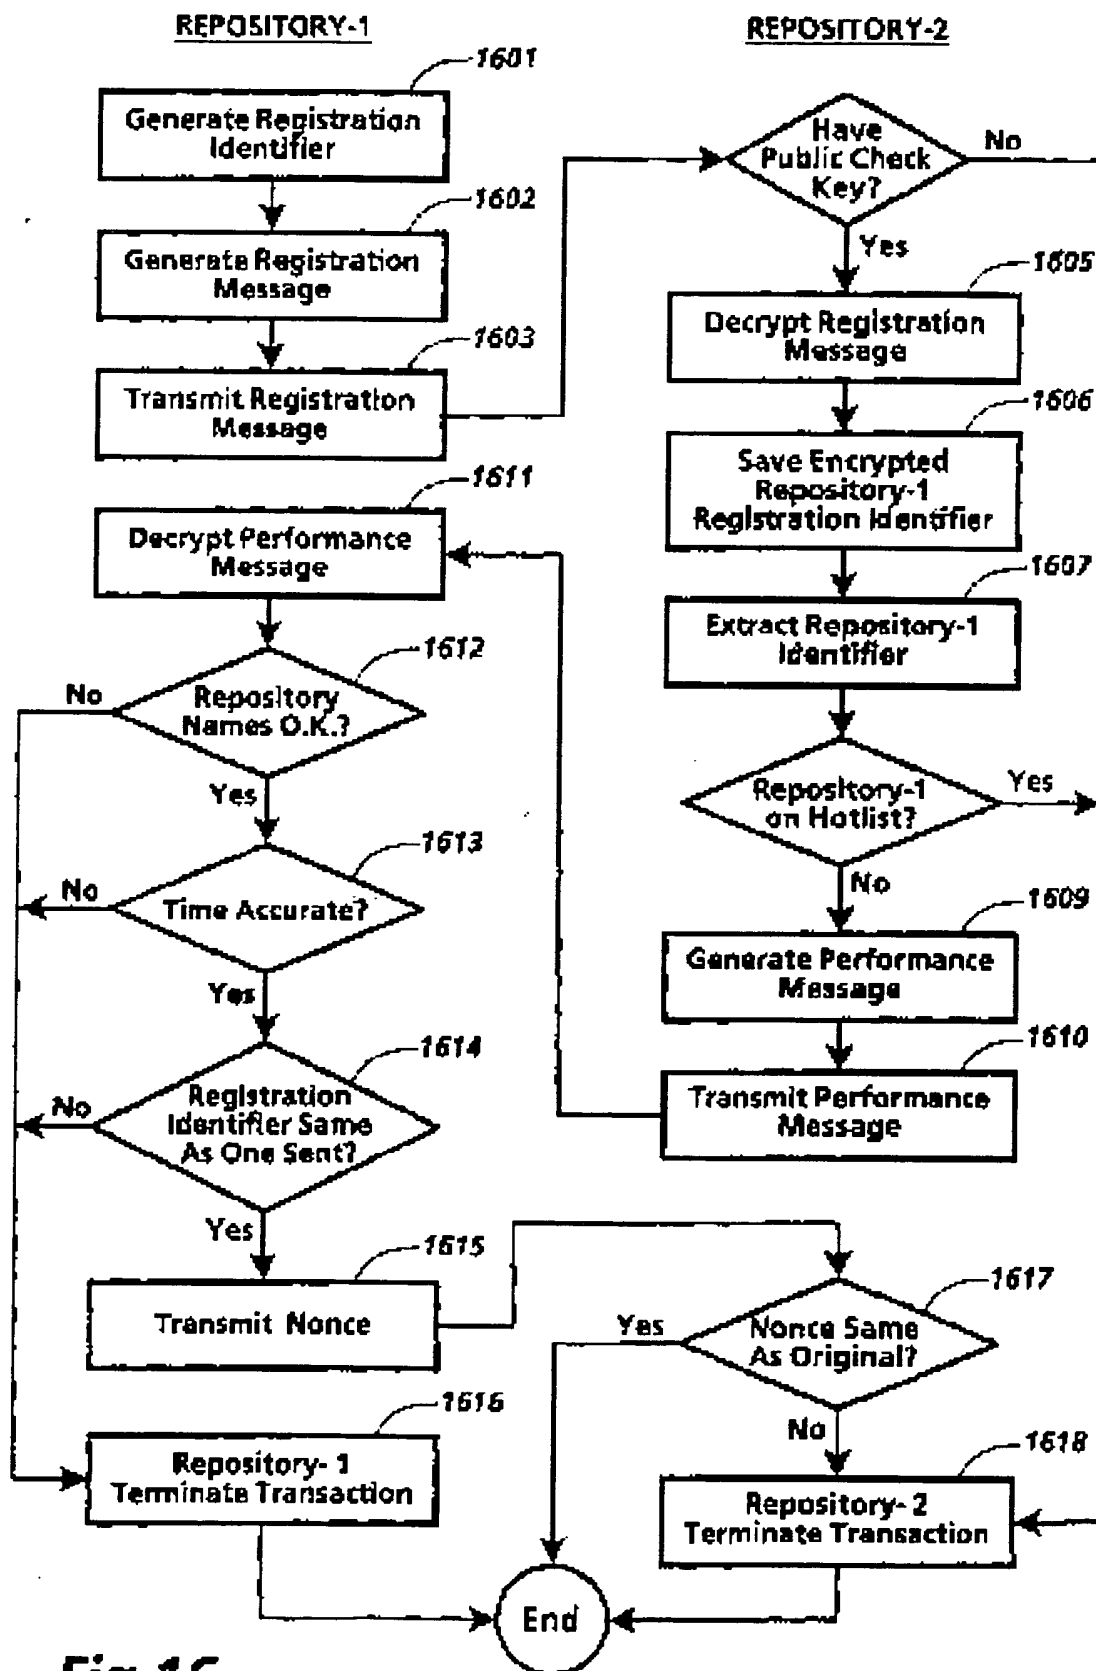 REPOSITORY-1
1601
Generate Registration
Identifier
1602
Generate Registration
Message
1603
Transmit Registration
Message
1611
Decrypt Performance
Message
1612
No
Repository
Names O.K.?
Yes
1613
No
Time Accurate?
Yes
1614
No
Registration
Identifier Same
As One Sent?
Yes
1615
Transmit Nonce
1616
Repository- 1
Terminate Transaction
REPOSITORY-2
Have
Public Check
Key?
No
Yes
1605
Decrypt Registration
Message
1606
Save Encrypted
Repository-1
Registration Identifier
1607
Extract Repository-1
Identifier
Repository-1
on Hotlist?
Yes
No
1609
Generate Performance
Message
1610
Transmit Performance
Message
1617
Yes
Nonce Same
As Original?
No
1618
Repository- 2
Terminate Transaction
End